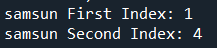 samsun First Index: 1
samsun Second Index: 4